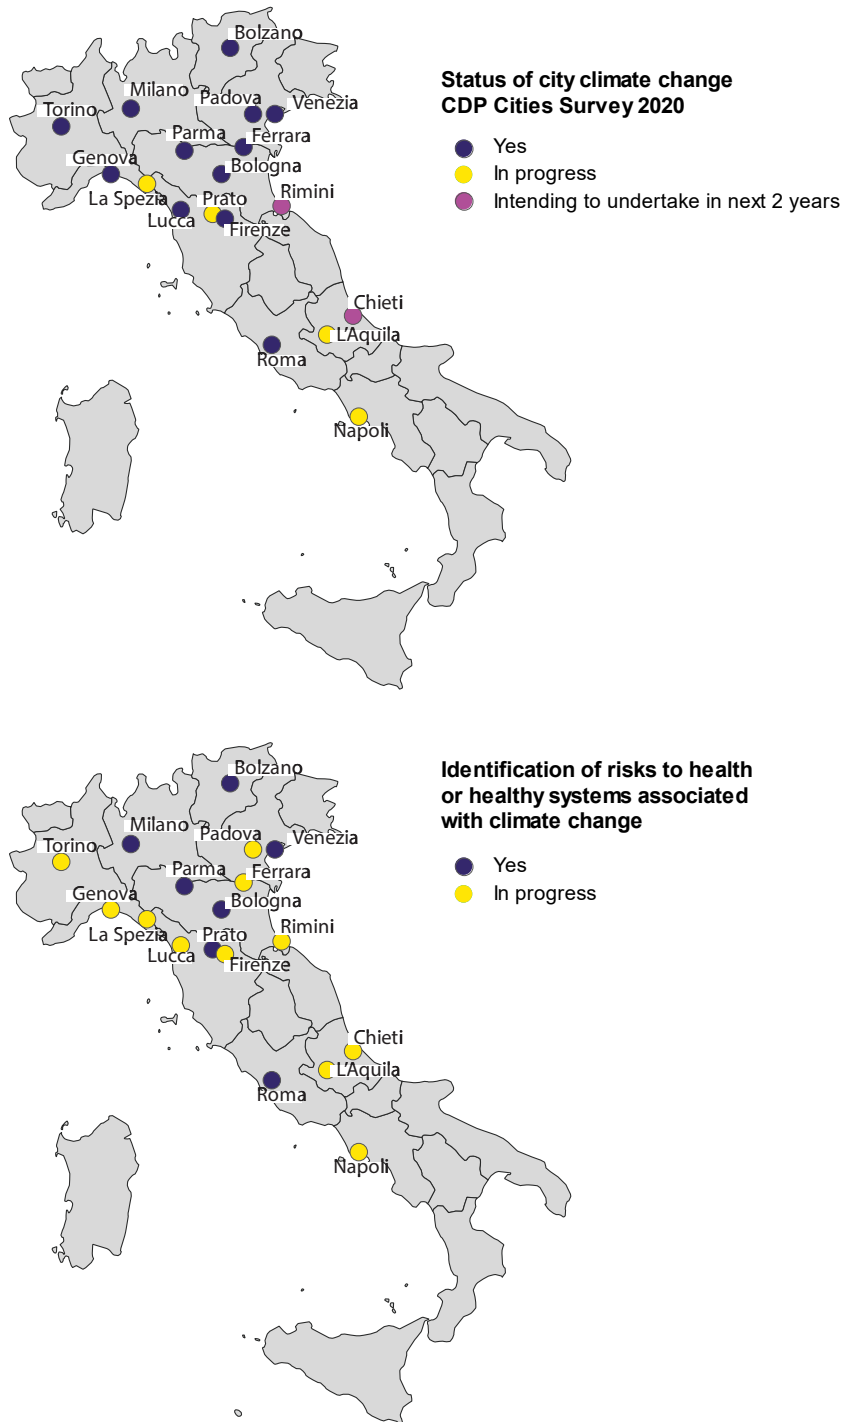 Bolzano
Milano
Padova
Venezia
Torino
Parma
Ferrara
Genova
Bologna
La Spezia
Prato
Rimini
Lucca
Firenze
Chieti
L'Aquila
Roma
Napoli
Status of city climate change
CDP Cities Survey 2020
Yes
In progress
Intending to undertake in next 2 years
Bolzano
Milano
Padova
Venezia
Torino
Parma
Ferrara
Genova
Bologna
La Spezia
Prato
Rimini
Lucca
Firenze
Chieti
L'Aquila
Roma
Napoli
Identification of risks to health
or healthy systems associated
with climate change
Yes
In progress